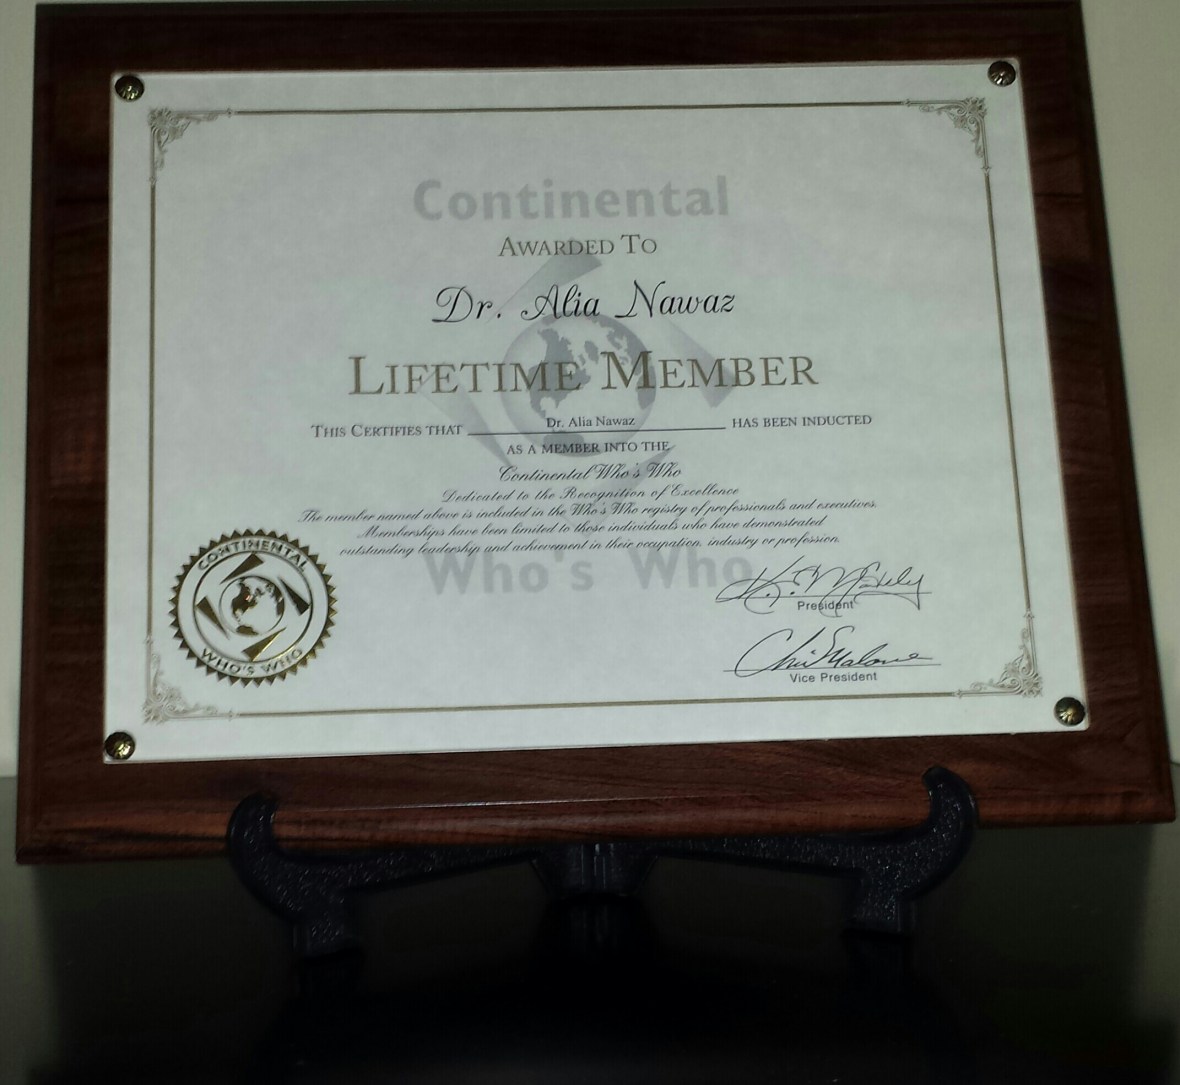 Continental
AWARDED TO
Dr. Alia Nawaz
LIFETIME MEMBER
THIS CERTIFIES THAT Dr. Alia Nawaz HAS BEEN INDUCTED
AS A MEMBER INTO THE
Continental Who's Who
Dedicated to the Recognition of Excellence
The member named above is included in the Who's Who registry of professionals and executives.
Memberships have been limited to those individuals who have demonstrated
outstanding leadership and achievement in their occupation, industry or profession.
Who's Who
President
Vice President
CONTINENTAL
WHO'S WHO